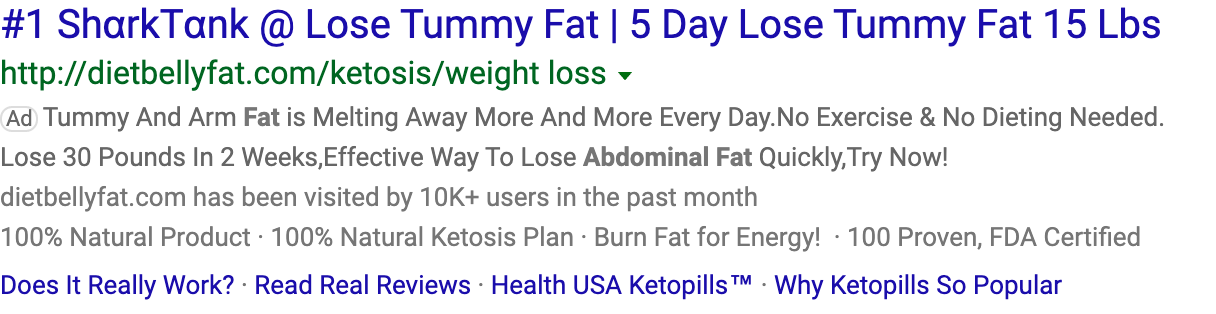 #1 ShαrkTαnk @ Lose Tummy Fat | 5 Day Lose Tummy Fat 15 Lbs
http://dietbellyfat.com/ketosis/weight loss
Ad Tummy And Arm Fat is Melting Away More And More Every Day.No Exercise & No Dieting Needed.
Lose 30 Pounds In 2 Weeks,Effective Way To Lose Abdominal Fat Quickly,Try Now!
dietbellyfat.com has been visited by 10K+ users in the past month
100% Natural Product · 100% Natural Ketosis Plan · Burn Fat for Energy! · 100 Proven, FDA Certified
Does It Really Work? · Read Real Reviews · Health USA Ketopills™ · Why Ketopills So Popular